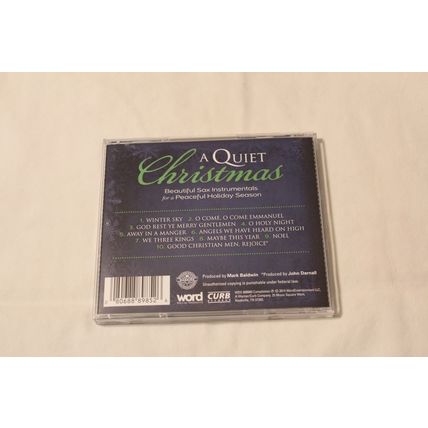 A QUIET
Christmas
Beautiful Sax Instrumentals
for a Peaceful Holiday Season
1. WINTER SKY 2. O COME, O COME EMMANUEL
3. GOD REST YE MERRY GENTLEMEN 4. O HOLY NIGHT
5. AWAY IN A MANGER 6. ANGELS WE HAVE HEARD ON HIGH
7. WE THREE KINGS 8. MAYBE THIS YEAR 9. NOEL
10. GOOD CHRISTIAN MEN, REJOICE*
Produced by Mark Baldwin *Produced by John Darnall
Unauthorized copying is punishable under federal law.
word
CURB
80688 89852